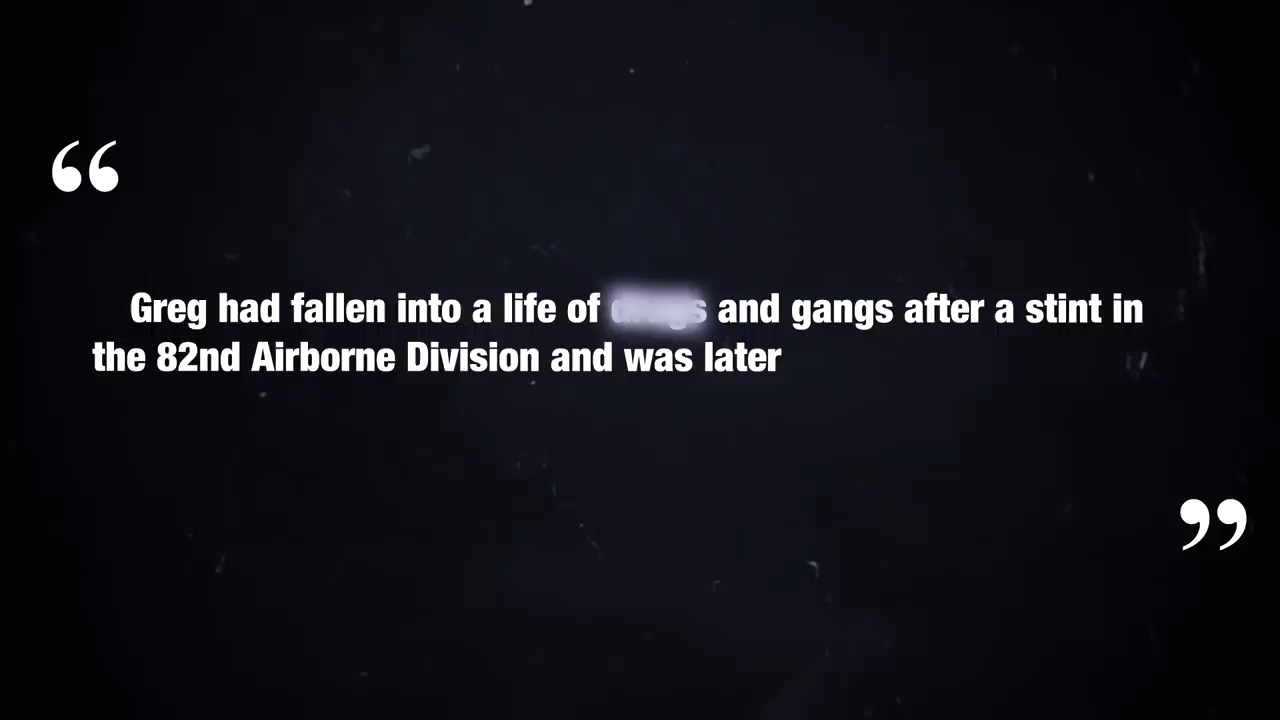 “
Greg had fallen into a life of and gangs after a stint in
the 82nd Airborne Division and was later
”